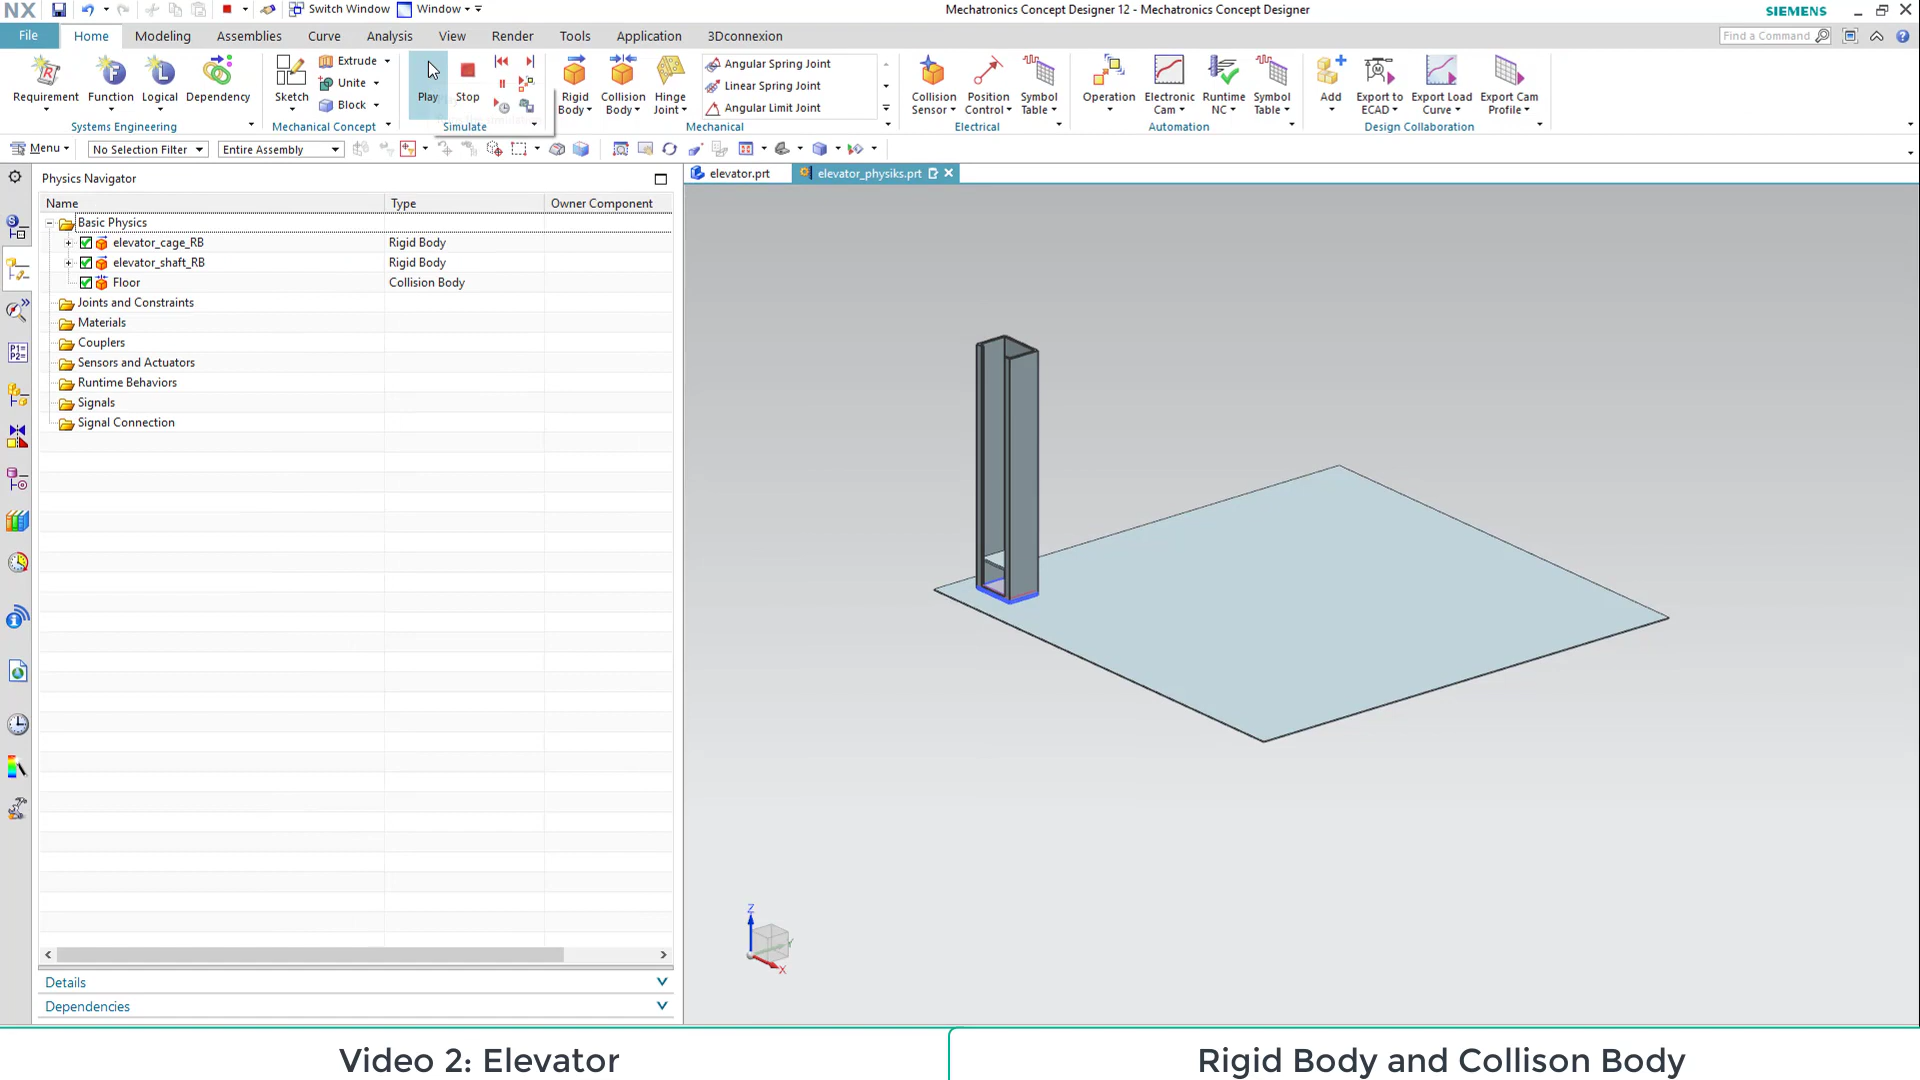 NX
Switch Window
Window
Mechatronics Concept Designer 12 - Mechatronics Concept Designer
SIEMENS
File
Home
Modeling
Assemblies
Curve
Analysis
View
Render
Tools
Application
3Dconnexion
Find a Command
Requirement
Function
Logical
Dependency
Systems Engineering
Sketch
Extrude
Unite
Block
Mechanical Concept
Play
Stop
Simulate
Rigid Body
Collision Body
Hinge Joint
Angular Spring Joint
Linear Spring Joint
Angular Limit Joint
Mechanical
Collision Sensor
Position Control
Symbol Table
Electrical
Operation
Electronic Cam
Runtime NC
Symbol Table
Automation
Add
Export to ECAD
Export Load Curve
Export Cam Profile
Design Collaboration
Menu
No Selection Filter
Entire Assembly
Physics Navigator
elevator.prt
elevator_physiks.prt
Name
Type
Owner Component
Basic Physics
elevator_cage_RB
Rigid Body
elevator_shaft_RB
Rigid Body
Floor
Collision Body
Joints and Constraints
Materials
Couplers
Sensors and Actuators
Runtime Behaviors
Signals
Signal Connection
Z
Y
X
Details
Dependencies
Video 2: Elevator
Rigid Body and Collison Body